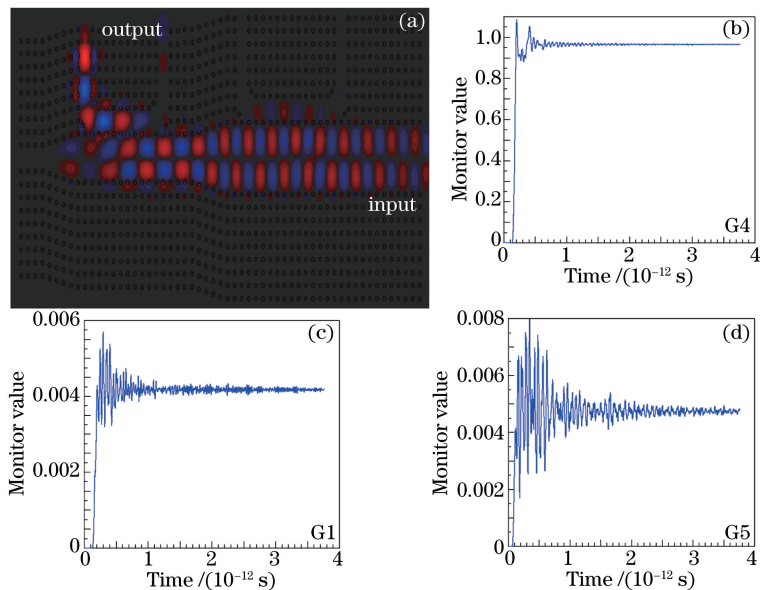 (a)
output
input
(b)
1.0
0.8
0.6
0.4
0.2
0
0 1 2 3 4
Monitor value
Time /(10⁻¹² s)
G4
(c)
0.006
0.004
0.002
0
0 1 2 3 4
Monitor value
Time /(10⁻¹² s)
G1
(d)
0.008
0.006
0.004
0.002
0
0 1 2 3 4
Monitor value
Time /(10⁻¹² s)
G5